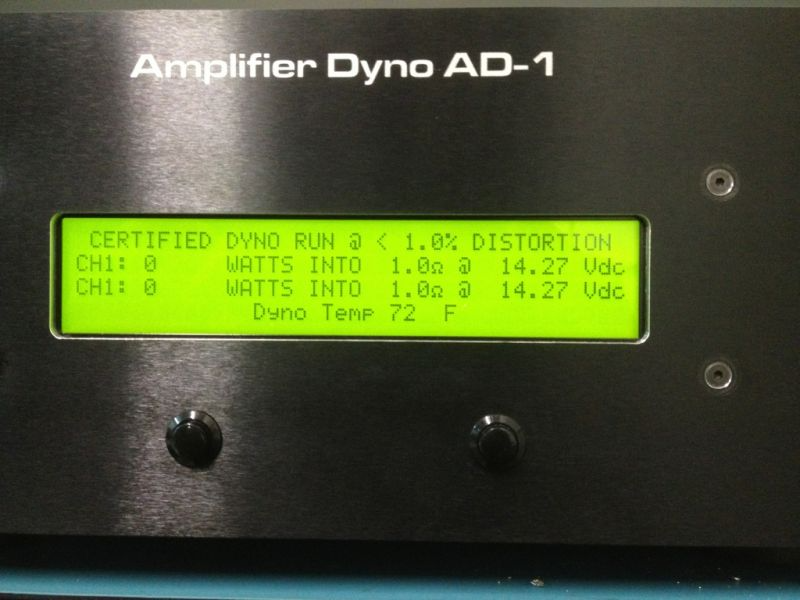 Amplifier Dyno AD-1
CERTIFIED DYNO RUN @ < 1.0% DISTORTION
CH1: 0 WATTS INTO 1.0Ω @ 14.27 Vdc
CH1: 0 WATTS INTO 1.0Ω @ 14.27 Vdc
Dyno Temp 72 F